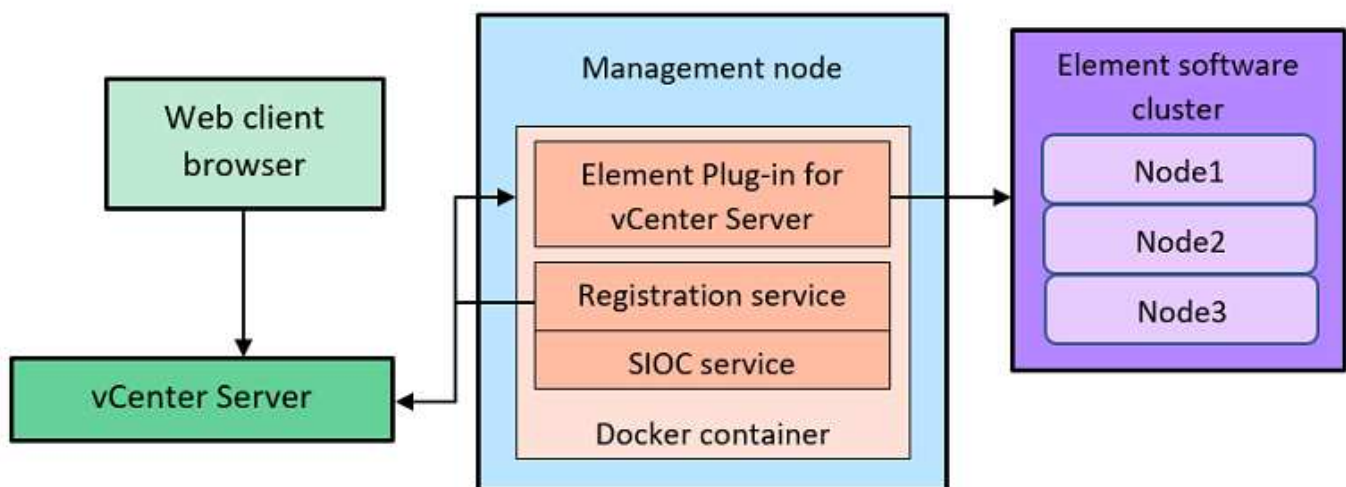 Web client
browser
vCenter Server
Management node
Element Plug-in for
vCenter Server
Registration service
SIOC service
Docker container
Element software
cluster
Node1
Node2
Node3